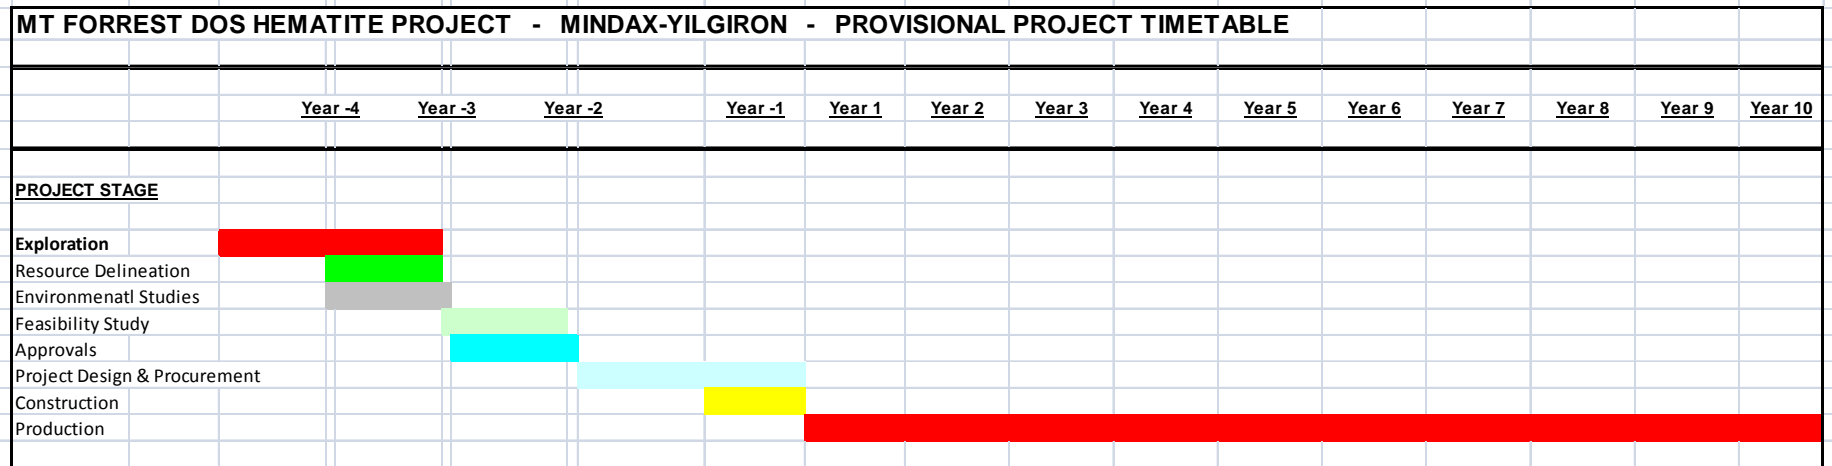 MT FORREST DOS HEMATITE PROJECT - MINDAX-YILGIRON - PROVISIONAL PROJECT TIMETABLE
Year -4 Year -3 Year -2 Year -1 Year 1 Year 2 Year 3 Year 4 Year 5 Year 6 Year 7 Year 8 Year 9 Year 10
PROJECT STAGE
Exploration
Resource Delineation
Environmenatl Studies
Feasibility Study
Approvals
Project Design & Procurement
Construction
Production